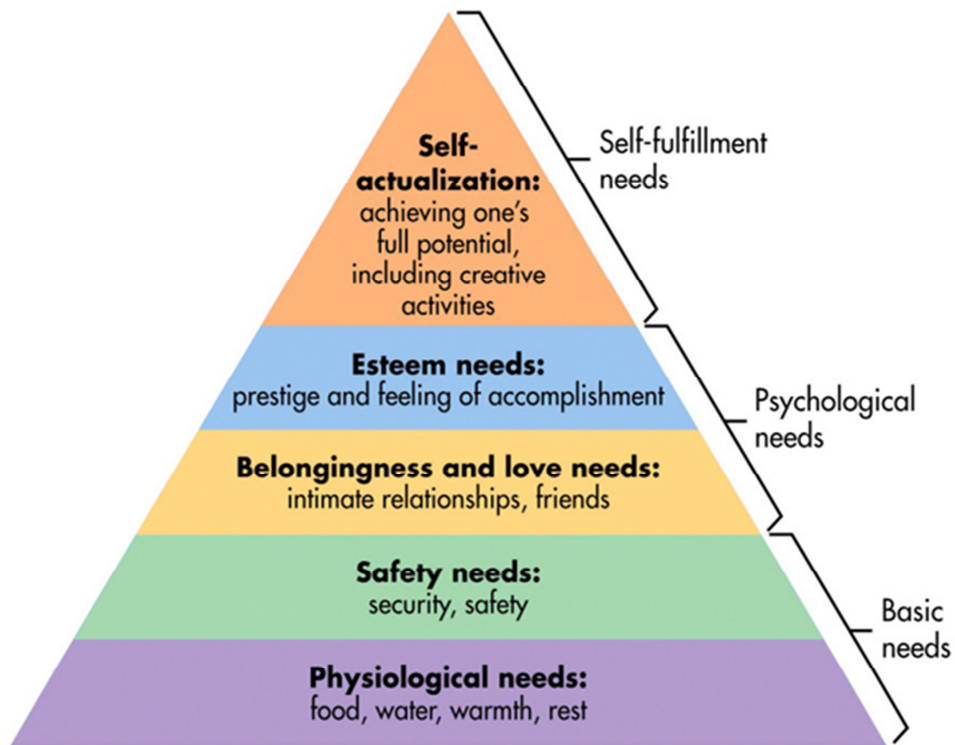 Self-
actualization:
achieving one's
full potential,
including creative
activities
Self-fulfillment
needs
Esteem needs:
prestige and feeling of accomplishment
Psychological
needs
Belongingness and love needs:
intimate relationships, friends
Safety needs:
security, safety
Basic
needs
Physiological needs:
food, water, warmth, rest